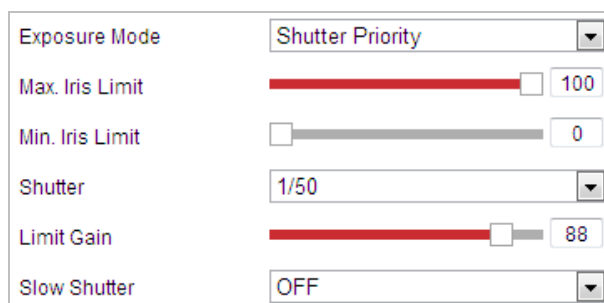 Exposure Mode Shutter Priority
Max. Iris Limit 100
Min. Iris Limit 0
Shutter 1/50
Limit Gain 88
Slow Shutter OFF